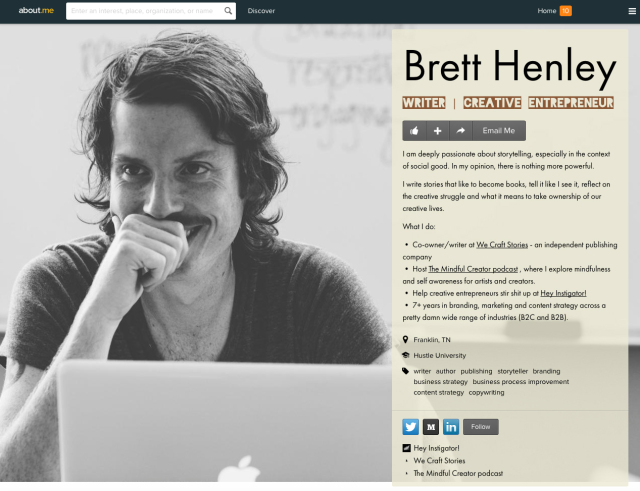 about.me
Enter an interest, place, organization, or name
Discover
Home 10
Brett Henley
WRITER | CREATIVE ENTREPRENEUR
Email Me
I am deeply passionate about storytelling, especially in the context
of social good. In my opinion, there is nothing more powerful.
I write stories that like to become books, tell it like I see it, reflect on
the creative struggle and what it means to take ownership of our
creative lives.
What I do:
• Co-owner/writer at We Craft Stories - an independent publishing
company
• Host The Mindful Creator podcast , where I explore mindfulness
and self awareness for artists and creators.
• Help creative entrepreneurs stir shit up at Hey Instigator!
• 7+ years in branding, marketing and content strategy across a
pretty damn wide range of industries (B2C and B2B).
Franklin, TN
Hustle University
writer author publishing storyteller branding
business strategy business process improvement
content strategy copywriting
M in Follow
Hey Instigator!
We Craft Stories
The Mindful Creator podcast